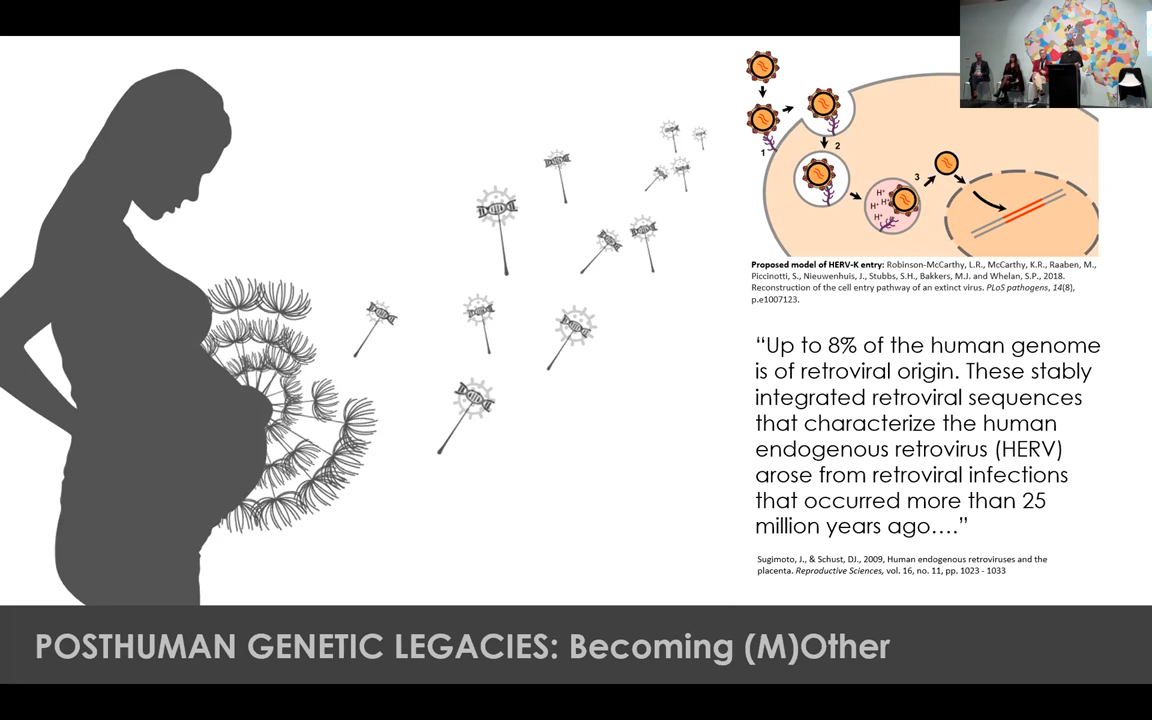 1
2
3
H+
H+ H+
H+
Proposed model of HERV-K entry: Robinson-McCarthy, L.R., McCarthy, K.R., Raaben, M.,
Piccinotti, S., Nieuwenhuis, J., Stubbs, S.H., Bakkers, M.J. and Whelan, S.P., 2018.
Reconstruction of the cell entry pathway of an extinct virus. PLoS pathogens, 14(8),
p.e1007123.
“Up to 8% of the human genome
is of retroviral origin. These stably
integrated retroviral sequences
that characterize the human
endogenous retrovirus (HERV)
arose from retroviral infections
that occurred more than 25
million years ago….”
Sugimoto, J., & Schust, DJ., 2009, Human endogenous retroviruses and the
placenta. Reproductive Sciences, vol. 16, no. 11, pp. 1023 - 1033
POSTHUMAN GENETIC LEGACIES: Becoming (M)Other